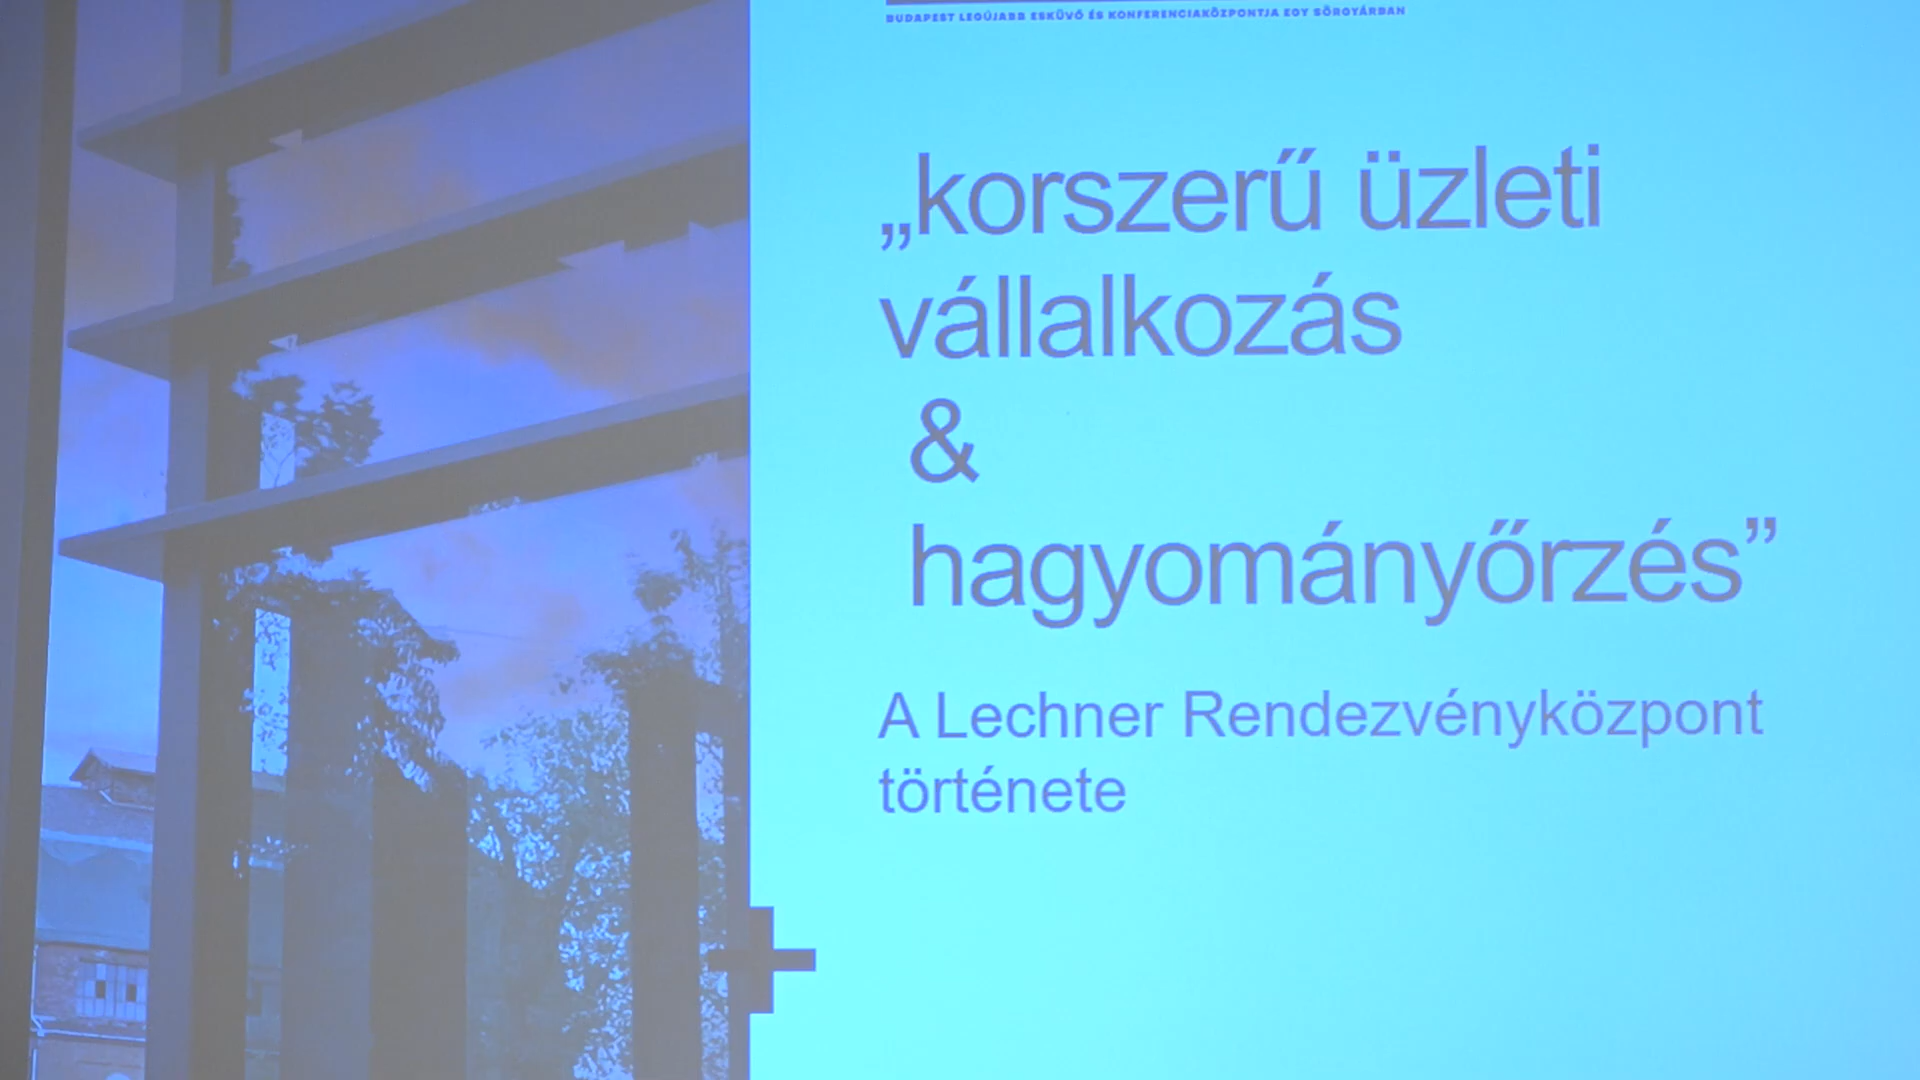 BUDAPEST LEGÚJABB ESKÜVŐ ÉS KONFERENCIAKÖZPONTJA EGY SÖRGYÁRBAN
„korszerű üzleti
vállalkozás
&
hagyományőrzés”
A Lechner Rendezvényközpont
története